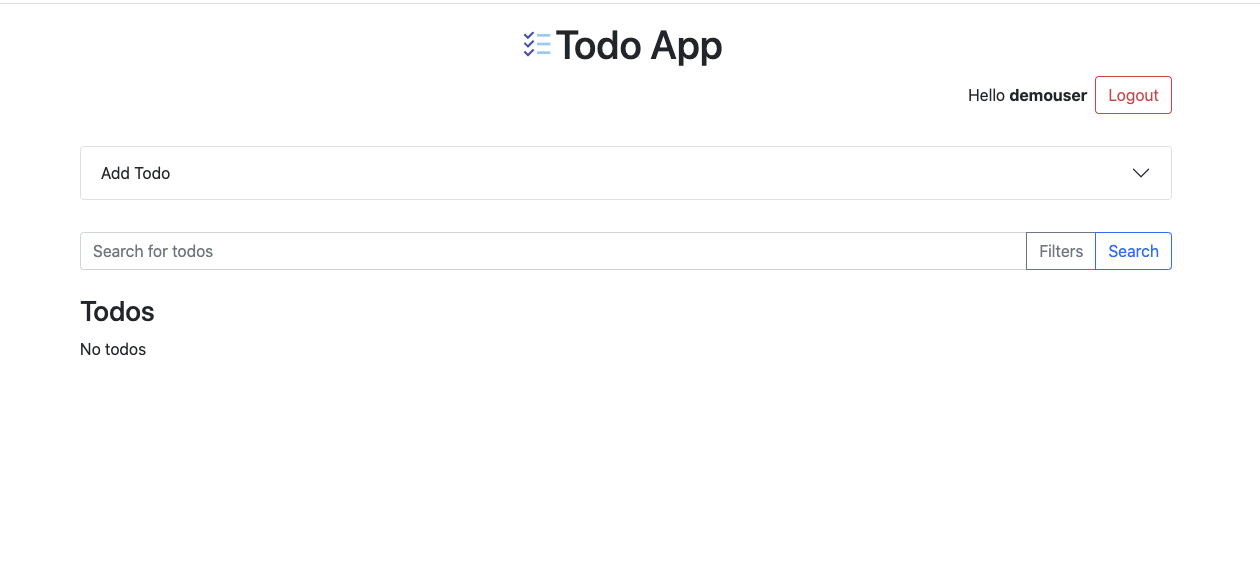 Todo App
Hello demouser Logout
Add Todo
Search for todos Filters Search
Todos
No todos